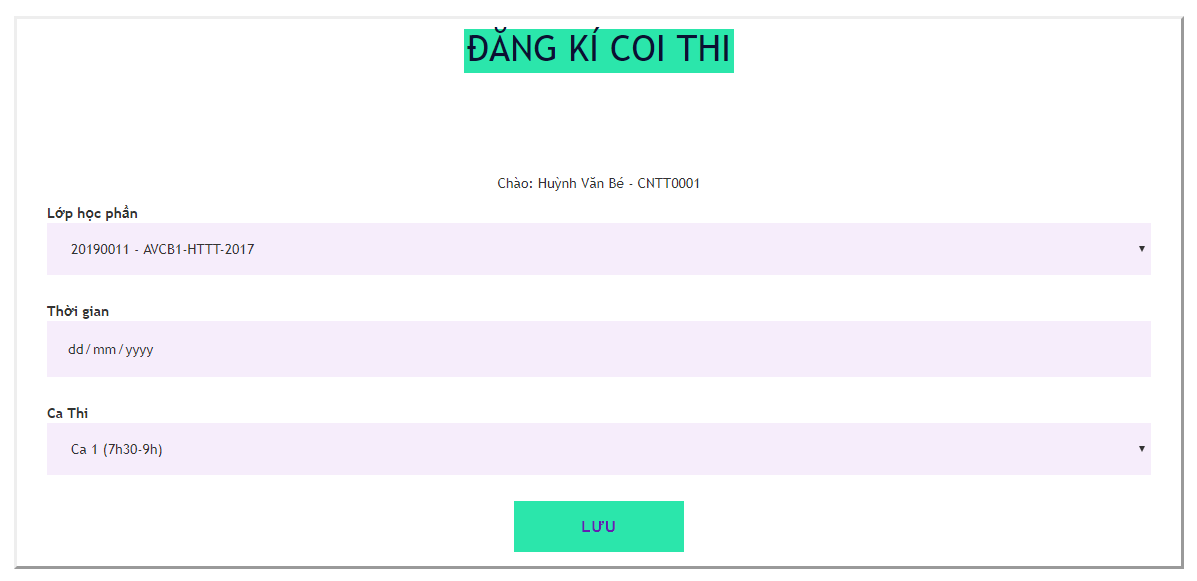 ĐĂNG KÍ COI THI
Chào: Huỳnh Văn Bé - CNTT0001
Lớp học phần
20190011 - AVCB1-HTTT-2017
Thời gian
dd/mm/yyyy
Ca Thi
Ca 1 (7h30-9h)
LƯU